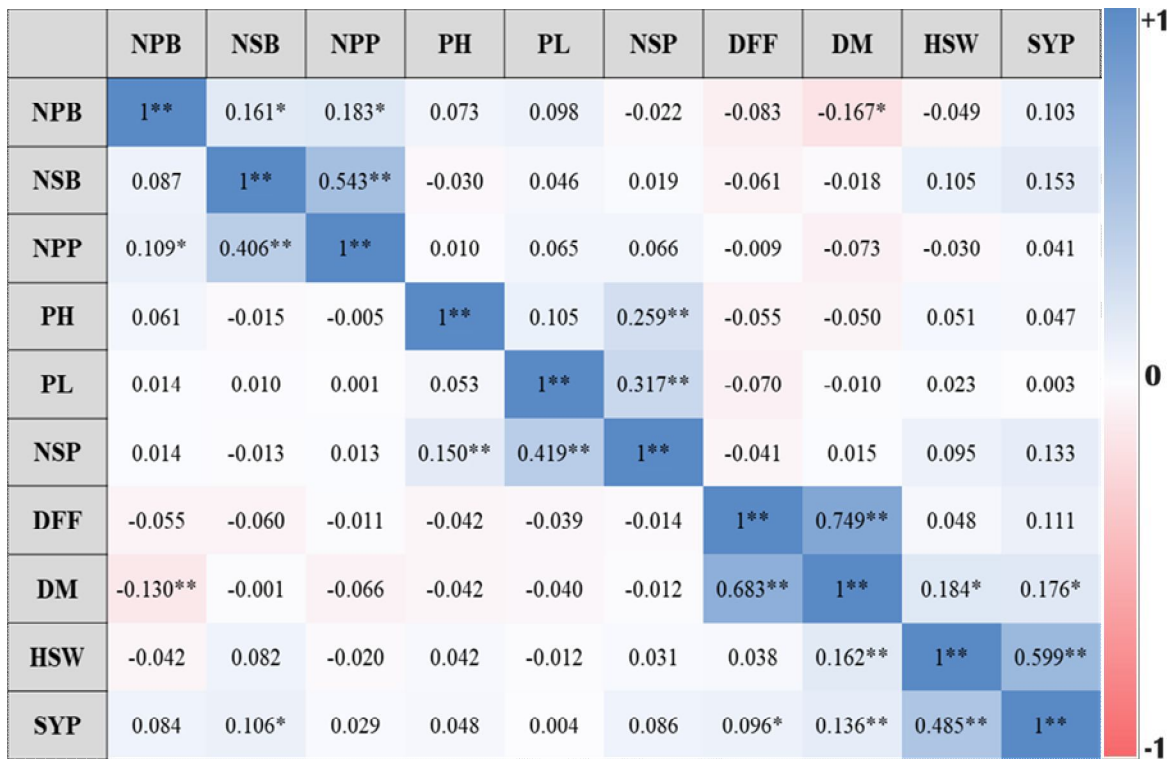 NPB NSB NPP PH PL NSP DFF DM HSW SYP +1
NPB 1** 0.161* 0.183* 0.073 0.098 -0.022 -0.083 -0.167* -0.049 0.103
NSB 0.087 1** 0.543** -0.030 0.046 0.019 -0.061 -0.018 0.105 0.153
NPP 0.109* 0.406** 1** 0.010 0.065 0.066 -0.009 -0.073 -0.030 0.041
PH 0.061 -0.015 -0.005 1** 0.105 0.259** -0.055 -0.050 0.051 0.047
PL 0.014 0.010 0.001 0.053 1** 0.317** -0.070 -0.010 0.023 0.003 0
NSP 0.014 -0.013 0.013 0.150** 0.419** 1** -0.041 0.015 0.095 0.133
DFF -0.055 -0.060 -0.011 -0.042 -0.039 -0.014 1** 0.749** 0.048 0.111
DM -0.130** -0.001 -0.066 -0.042 -0.040 -0.012 0.683** 1** 0.184* 0.176*
HSW -0.042 0.082 -0.020 0.042 -0.012 0.031 0.038 0.162** 1** 0.599**
SYP 0.084 0.106* 0.029 0.048 0.004 0.086 0.096* 0.136** 0.485** 1** -1